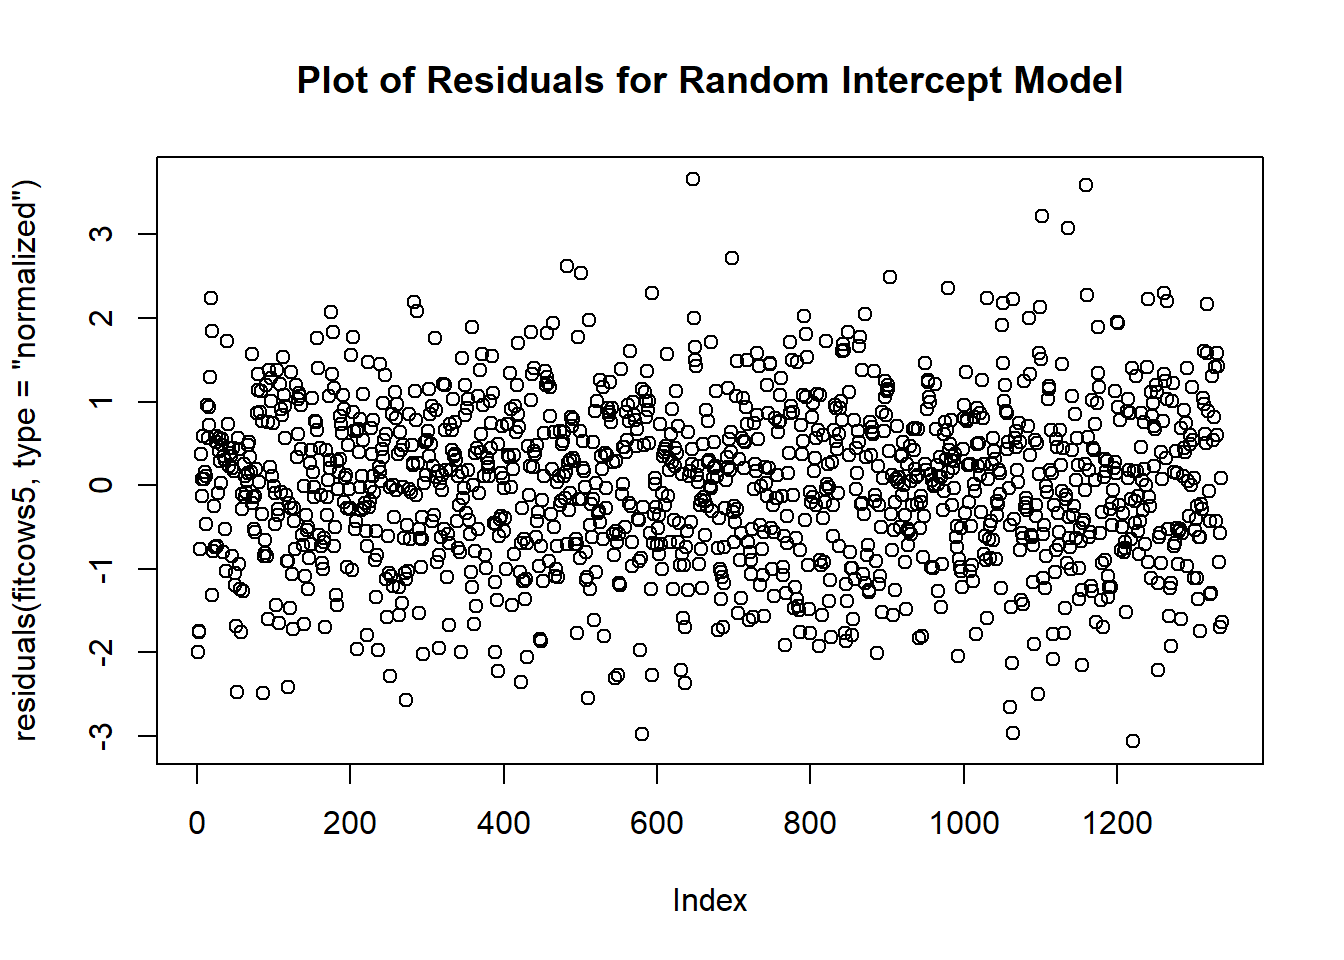 Plot of Residuals for Random Intercept Model
residuals(fitcows5, type = "normalized")
3
2
1
0
-1
-2
-3
0 200 400 600 800 1000 1200
Index